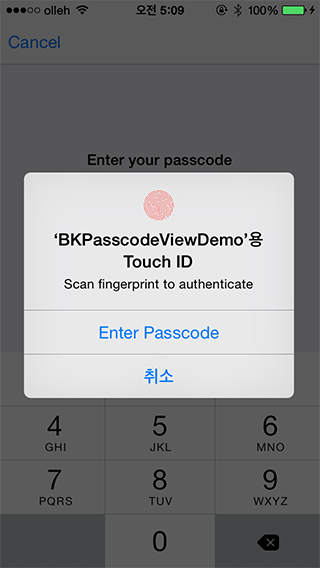 olleh 오전 5:09 100%
Cancel
Enter your passcode
‘BKPasscodeViewDemo’용
Touch ID
Scan fingerprint to authenticate
Enter Passcode
취소
4 5 6
GHI JKL MNO
7 8 9
PQRS TUV WXYZ
0